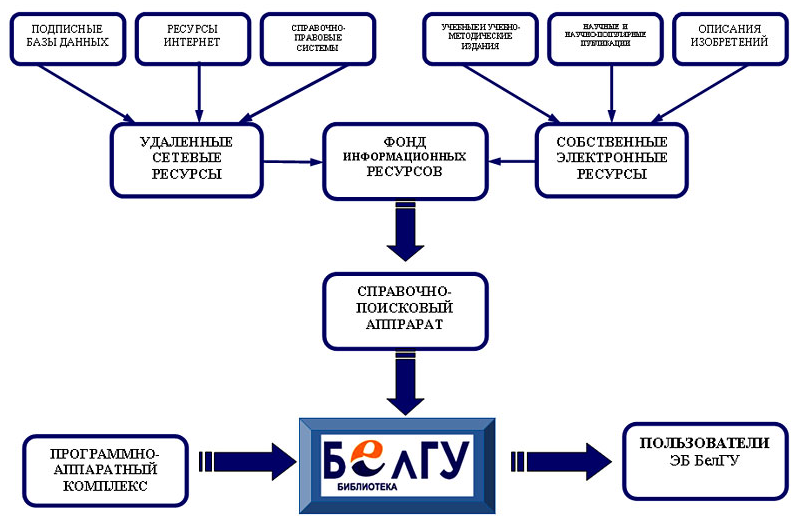 ПОДПИСНЫЕ
БАЗЫ ДАННЫХ
РЕСУРСЫ
ИНТЕРНЕТ
СПРАВОЧНО-
ПРАВОВЫЕ
СИСТЕМЫ
УЧЕБНЫЕ И УЧЕБНО-
МЕТОДИЧЕСКИЕ
ИЗДАНИЯ
НАУЧНЫЕ И
НАУЧНО-ПОПУЛЯРНЫЕ
ПУБЛИКАЦИИ
ОПИСАНИЯ
ИЗОБРЕТЕНИЙ
УДАЛЕННЫЕ
СЕТЕВЫЕ
РЕСУРСЫ
ФОНД
ИНФОРМАЦИОННЫХ
РЕСУРСОВ
СОБСТВЕННЫЕ
ЭЛЕКТРОННЫЕ
РЕСУРСЫ
СПРАВОЧНО-
ПОИСКОВЫЙ
АППРАРАТ
ПРОГРАММНО-
АППАРАТНЫЙ
КОМПЛЕКС
БелГУ
БИБЛИОТЕКА
ПОЛЬЗОВАТЕЛИ
ЭБ БелГУ